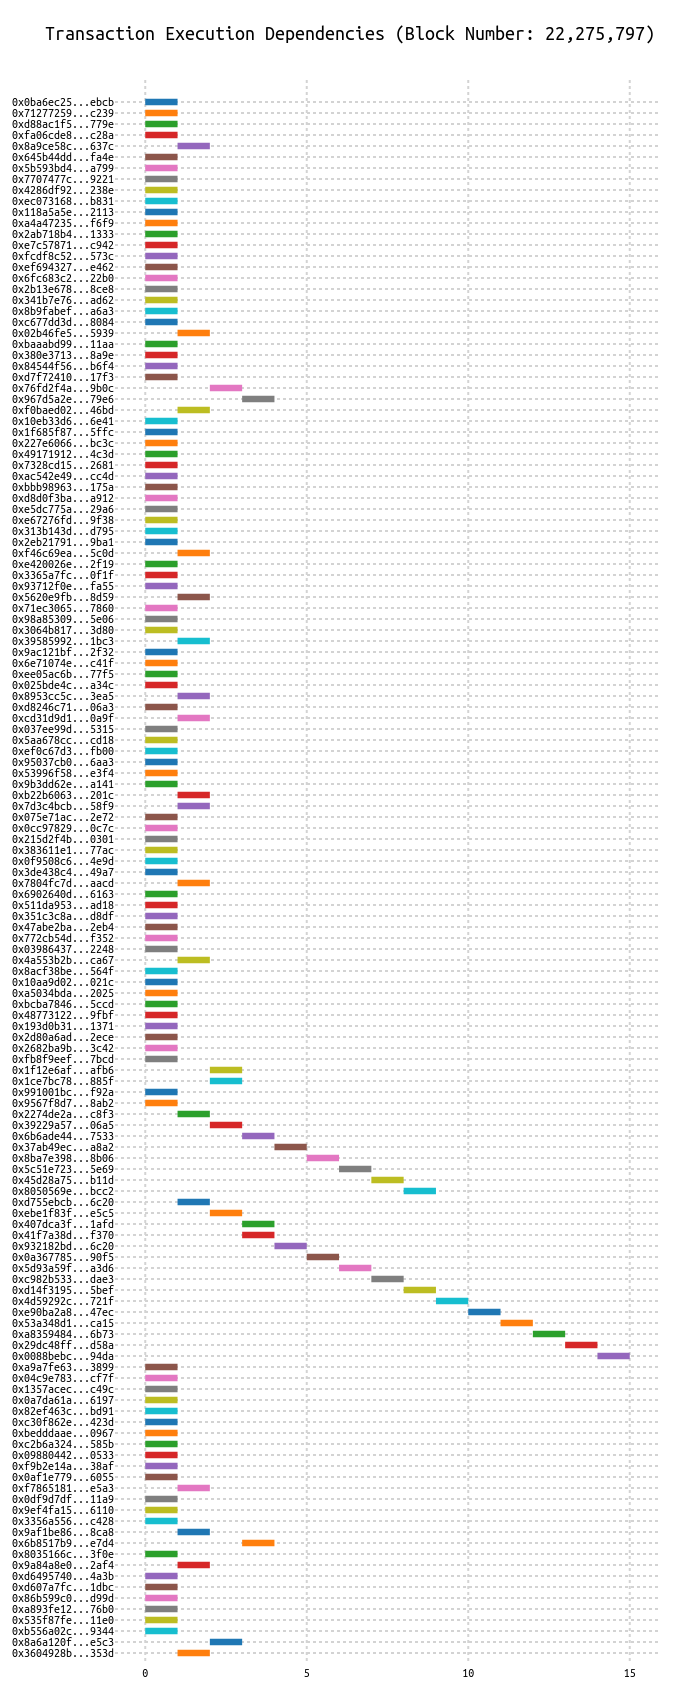 Transaction Execution Dependencies (Block Number: 22,275,797)
0x0ba6ec25...ebcb
0x71277259...c239
0xd88ac1f5...779e
0xfa06cde8...c28a
0x8a9ce58c...637c
0x645b44dd...fa4e
0x5b593bd4...a799
0x7707477c...9221
0x4286df92...238e
0xec073168...b831
0x118a5a5e...2113
0xa4a47235...f6f9
0x2ab718b4...1333
0xe7c57871...c942
0xfcdf8c52...573c
0xef694327...e462
0x6fc683c2...22b0
0x2b13e678...8ce8
0x341b7e76...ad62
0x8b9fabef...a6a3
0xc677dd3d...8084
0x02b46fe5...5939
0xbaaabd99...11aa
0x380e3713...8a9e
0x84544f56...b6f4
0xd7f72410...17f3
0x76fd2f4a...9b0c
0x967d5a2e...79e6
0xf0baed02...46bd
0x10eb33d6...6e41
0x1f685f87...5ffc
0x227e6066...bc3c
0x49171912...4c3d
0x7328cd15...2681
0xac542e49...cc4d
0xbbb98963...175a
0xd8d0f3ba...a912
0xe5dc775a...29a6
0xe67276fd...9f38
0x313b143d...d795
0x2eb21791...9ba1
0xf46c69ea...5c0d
0xe420026e...2f19
0x3365a7fc...0f1f
0x93712f0e...fa55
0x5620e9fb...8d59
0x71ec3065...7860
0x98a85309...5e06
0x3064b817...3d80
0x39585992...1bc3
0x9ac121bf...2f32
0x6e71074e...c41f
0xee05ac6b...77f5
0x025bde4c...a34c
0x8953cc5c...3ea5
0xd8246c71...06a3
0xcd31d9d1...0a9f
0x037ee99d...5315
0x5aa678cc...cd18
0xef0c67d3...fb00
0x95037cb0...6aa3
0x53996f58...e3f4
0x9b3dd62e...a141
0xb22b6063...201c
0x7d3c4bcb...58f9
0x075e71ac...2e72
0x0cc97829...0c7c
0x215d2f4b...0301
0x383611e1...77ac
0x0f9508c6...4e9d
0x3de438c4...49a7
0x7804fc7d...aacd
0x6902640d...6163
0x511da953...ad18
0x351c3c8a...d8df
0x47abe2ba...2eb4
0x772cb54d...f352
0x03986437...2248
0x4a553b2b...ca67
0x8acf38be...564f
0x10aa9d02...021c
0xa5034bda...2025
0xbcba7846...5ccd
0x48773122...9fbf
0x193d0b31...1371
0x2d80a6ad...2ece
0x2682ba9b...3c42
0xfb8f9eef...7bcd
0x1f12e6af...afb6
0x1ce7bc78...885f
0x991001bc...f92a
0x9567f8d7...8ab2
0x2274de2a...c8f3
0x39229a57...06a5
0x6b6ade44...7533
0x37ab49ec...a8a2
0x8ba7e398...8b06
0x5c51e723...5e69
0x45d28a75...b11d
0x8050569e...bcc2
0xd755ebcb...6c20
0xebe1f83f...e5c5
0x407dca3f...1afd
0x41f7a38d...f370
0x932182bd...6c20
0x0a367785...90f5
0x5d93a59f...a3d6
0xc982b533...dae3
0xd14f3195...5bef
0x4d59292c...721f
0xe90ba2a8...47ec
0x53a348d1...ca15
0xa8359484...6b73
0x29dc48ff...d58a
0x0088bebc...94da
0xa9a7fe63...3899
0x04c9e783...cf7f
0x1357acec...c49c
0x0a7da61a...6197
0x82ef463c...bd91
0xc30f862e...423d
0xbedddaae...0967
0xc2b6a324...585b
0x09880442...0533
0xf9b2e14a...38af
0x0af1e779...6055
0xf7865181...e5a3
0x0df9d7df...11a9
0x9ef4fa15...6110
0x3356a556...c428
0x9af1be86...8ca8
0x6b8517b9...e7d4
0x8035166c...3f0e
0x9a84a8e0...2af4
0xd6495740...4a3b
0xd607a7fc...1dbc
0x86b599c0...d99d
0xa893fe12...76b0
0x535f87fe...11e0
0xb556a02c...9344
0x8a6a120f...e5c3
0x3604928b...353d
0 5 10 15